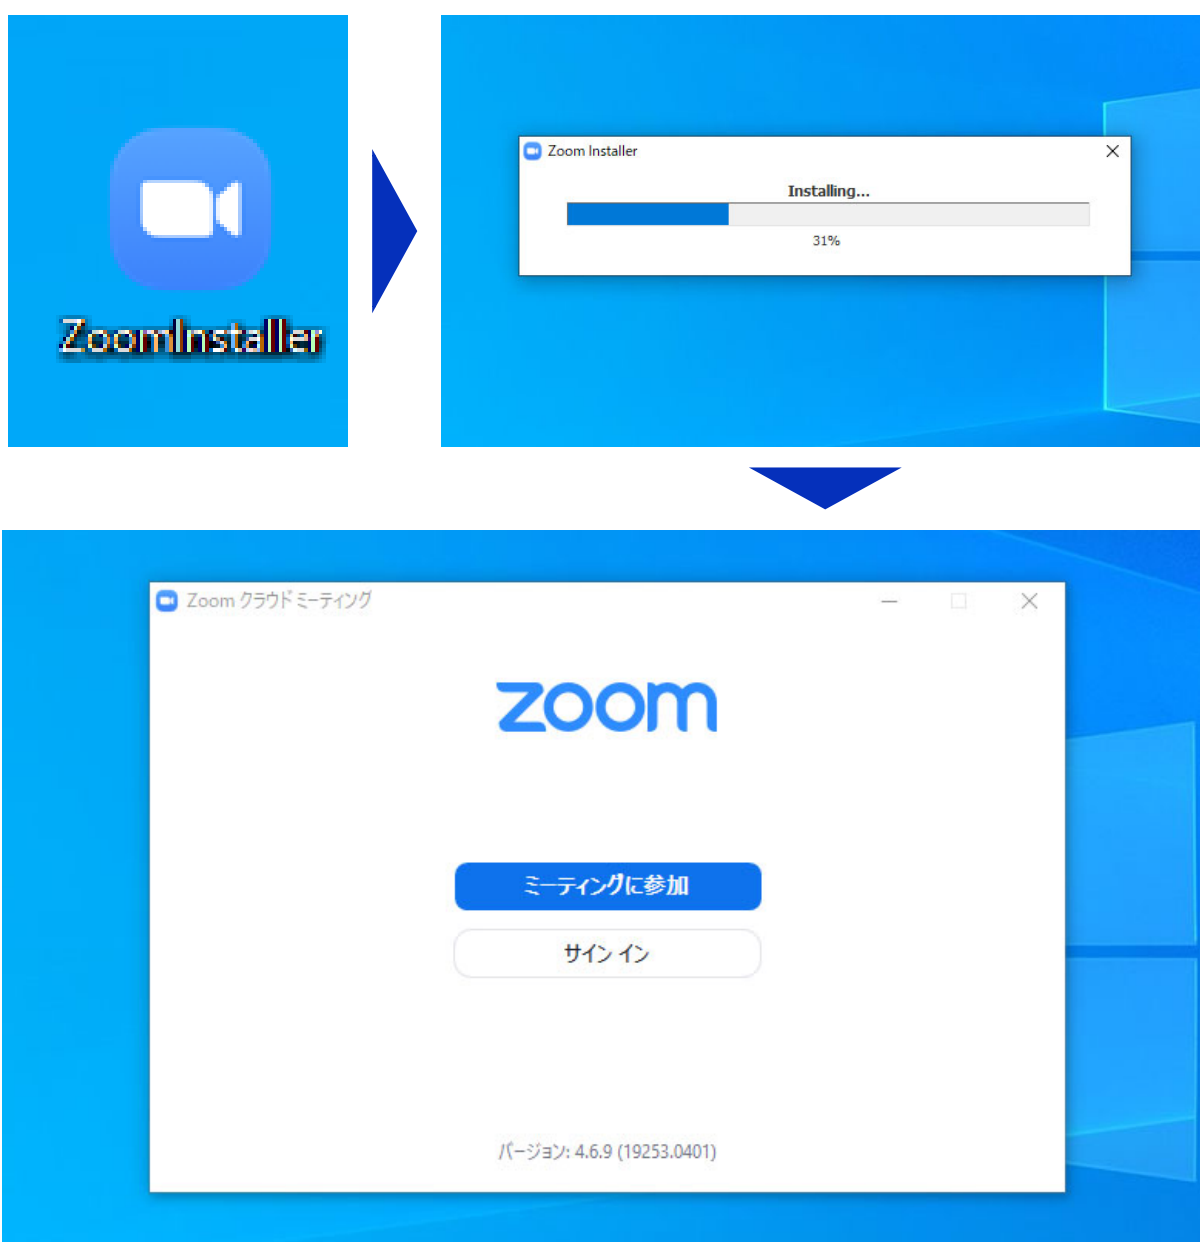 ZoomInstaller
Zoom Installer
Installing...
31%
Zoom クラウド ミーティング
zoom
ミーティングに参加
サイン イン
バージョン: 4.6.9 (19253.0401)